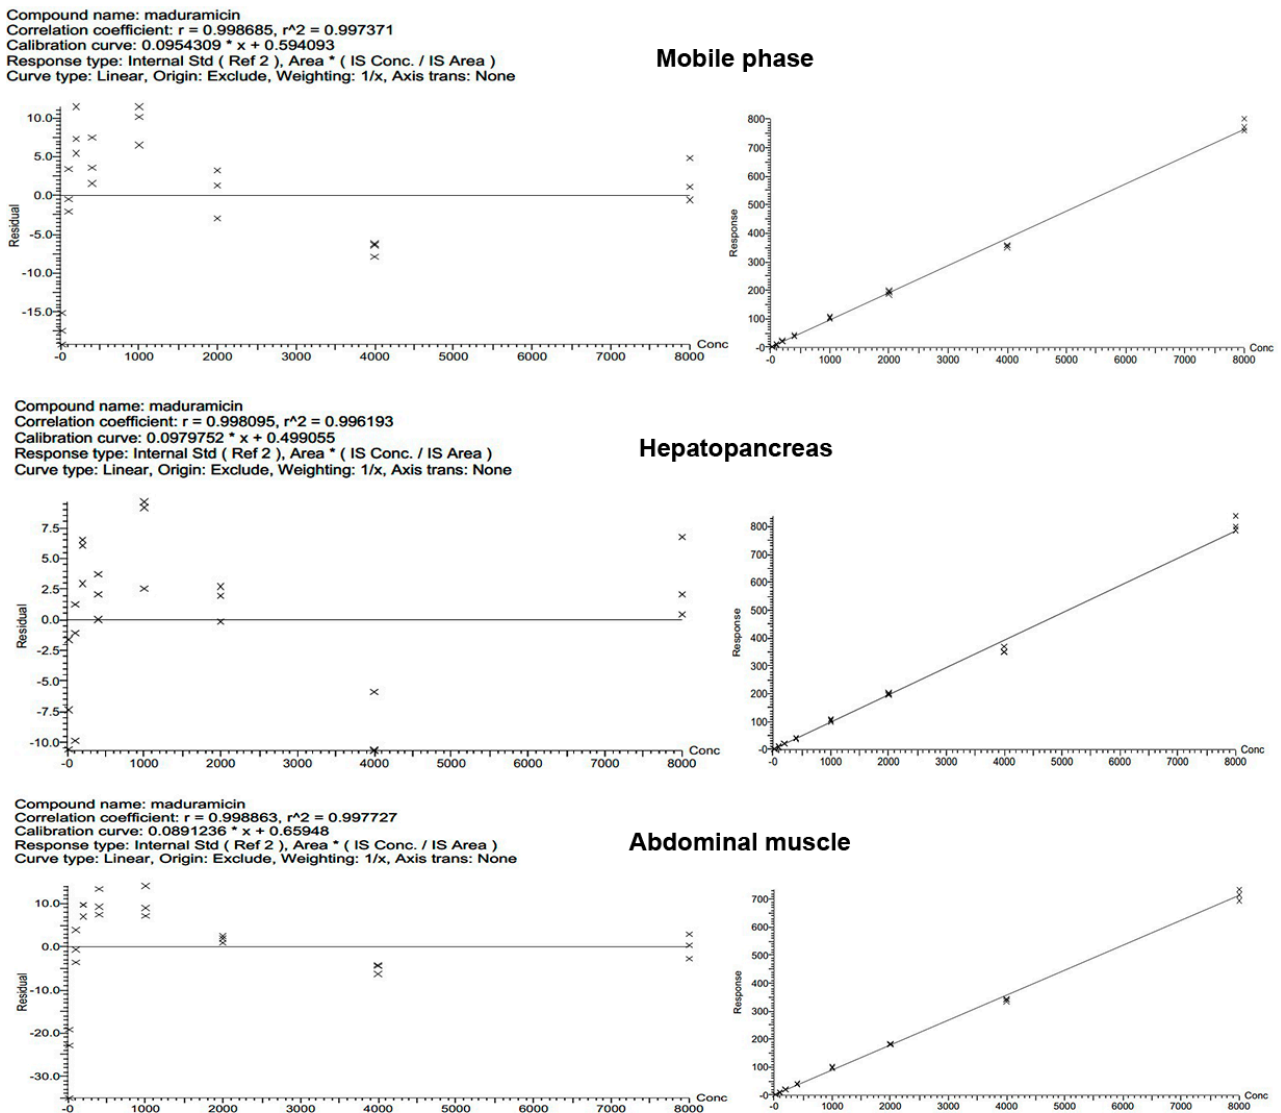 Compound name: maduramicin
Correlation coefficient: r = 0.998685, r^2 = 0.997371
Calibration curve: 0.0954309 * x + 0.594093
Response type: Internal Std ( Ref 2 ), Area * ( IS Conc. / IS Area )
Curve type: Linear, Origin: Exclude, Weighting: 1/x, Axis trans: None
Mobile phase
10.0
5.0
0.0
-5.0
-10.0
-15.0
Residual
-0 1000 2000 3000 4000 5000 6000 7000 8000
Conc
800
700
600
500
400
300
200
100
-0
Response
-0 1000 2000 3000 4000 5000 6000 7000 8000
Conc
Compound name: maduramicin
Correlation coefficient: r = 0.998095, r^2 = 0.996193
Calibration curve: 0.0979752 * x + 0.499055
Response type: Internal Std ( Ref 2 ), Area * ( IS Conc. / IS Area )
Curve type: Linear, Origin: Exclude, Weighting: 1/x, Axis trans: None
Hepatopancreas
7.5
5.0
2.5
0.0
-2.5
-5.0
-7.5
-10.0
Residual
-0 1000 2000 3000 4000 5000 6000 7000 8000
Conc
800
700
600
500
400
300
200
100
-0
Response
-0 1000 2000 3000 4000 5000 6000 7000 8000
Conc
Compound name: maduramicin
Correlation coefficient: r = 0.998863, r^2 = 0.997727
Calibration curve: 0.0891236 * x + 0.65948
Response type: Internal Std ( Ref 2 ), Area * ( IS Conc. / IS Area )
Curve type: Linear, Origin: Exclude, Weighting: 1/x, Axis trans: None
Abdominal muscle
10.0
0.0
-10.0
-20.0
-30.0
Residual
-0 1000 2000 3000 4000 5000 6000 7000 8000
Conc
700
600
500
400
300
200
100
-0
Response
-0 1000 2000 3000 4000 5000 6000 7000 8000
Conc